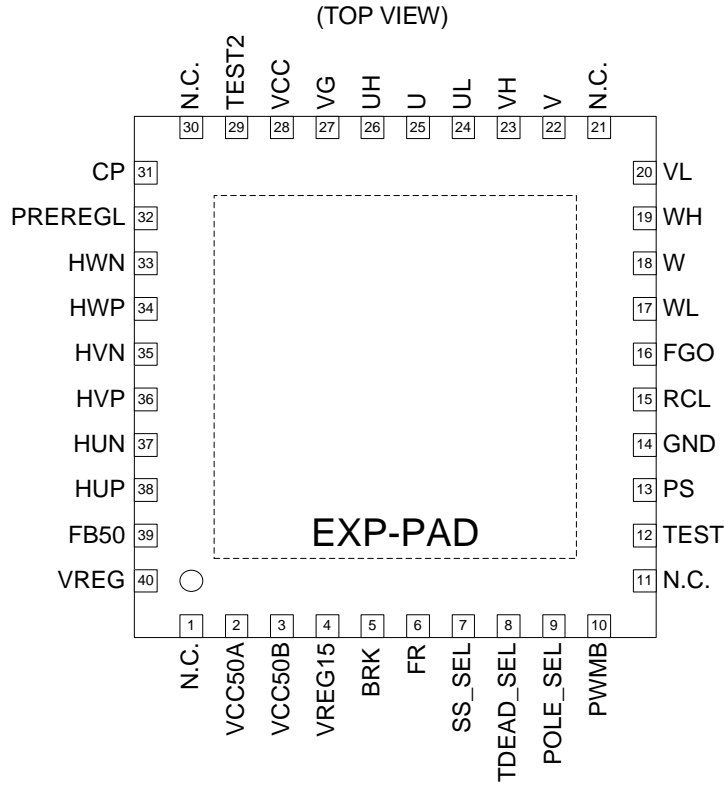 (TOP VIEW)
N.C.
TEST2
VCC
VG
UH
U
UL
VH
V
N.C.
30 29 28 27 26 25 24 23 22 21
CP 31
PREREGL 32
HWN 33
HWP 34
HVN 35
HVP 36
HUN 37
HUP 38
FB50 39
VREG 40
20 VL
19 WH
18 W
17 WL
16 FGO
15 RCL
14 GND
13 PS
12 TEST
11 N.C.
EXP-PAD
1 2 3 4 5 6 7 8 9 10
N.C.
VCC50A
VCC50B
VREG15
BRK
FR
SS_SEL
TDEAD_SEL
POLE_SEL
PWMB